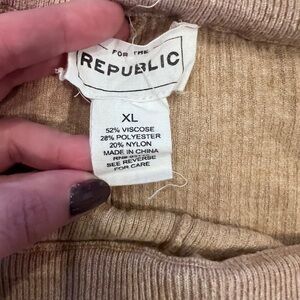 FOR THE
REPUBLIC
XL
52% VISCOSE
28% POLYESTER
20% NYLON
MADE IN CHINA
SEE REVERSE
FOR CARE